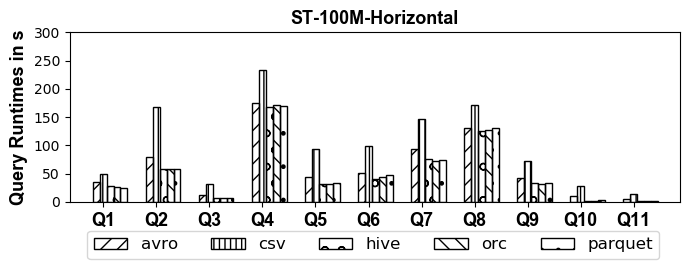 ST-100M-Horizontal
Query Runtimes in s
300
250
200
150
100
50
0
Q1 Q2 Q3 Q4 Q5 Q6 Q7 Q8 Q9 Q10 Q11
avro csv hive orc parquet